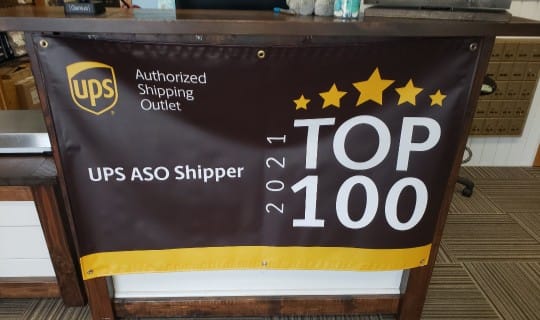 ups
Authorized
Shipping
Outlet
UPS ASO Shipper
2021
TOP
100